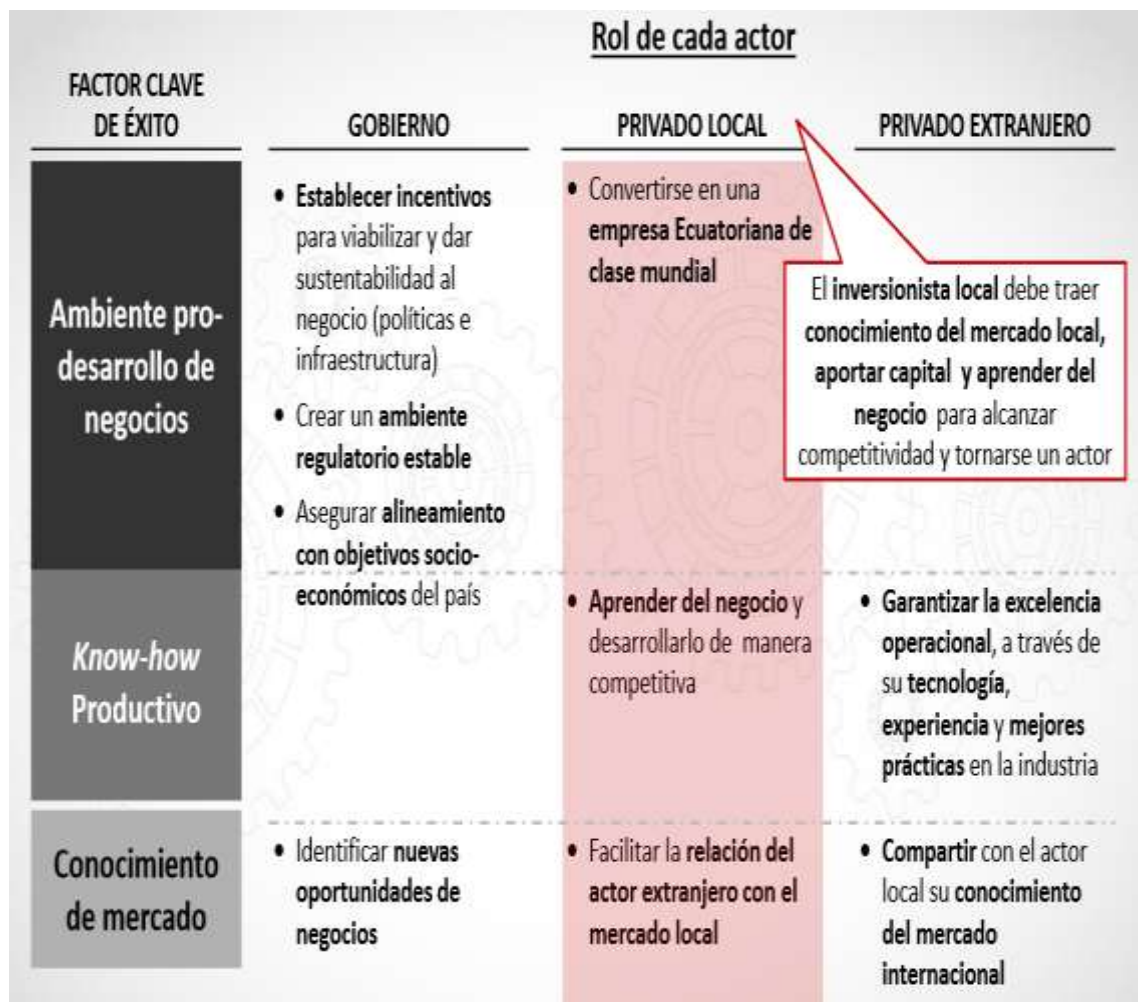 Rol de cada actor
FACTOR CLAVE
DE ÉXITO
GOBIERNO
PRIVADO LOCAL
PRIVADO EXTRANJERO
Ambiente pro-
desarrollo de
negocios
• Establecer incentivos
para viabilizar y dar
sustentabilidad al
negocio (políticas e
infraestructura)
• Crear un ambiente
regulatorio estable
• Asegurar alineamiento
con objetivos socio-
económicos del país
• Convertirse en una
empresa Ecuatoriana de
clase mundial
El inversionista local debe traer
conocimiento del mercado local,
aportar capital y aprender del
negocio para alcanzar
competitividad y tornarse un actor
Know-how
Productivo
• Aprender del negocio y
desarrollarlo de manera
competitiva
• Garantizar la excelencia
operacional, a través de
su tecnología,
experiencia y mejores
prácticas en la industria
Conocimiento
de mercado
• Identificar nuevas
oportunidades de
negocios
• Facilitar la relación del
actor extranjero con el
mercado local
• Compartir con el actor
local su conocimiento
del mercado
internacional